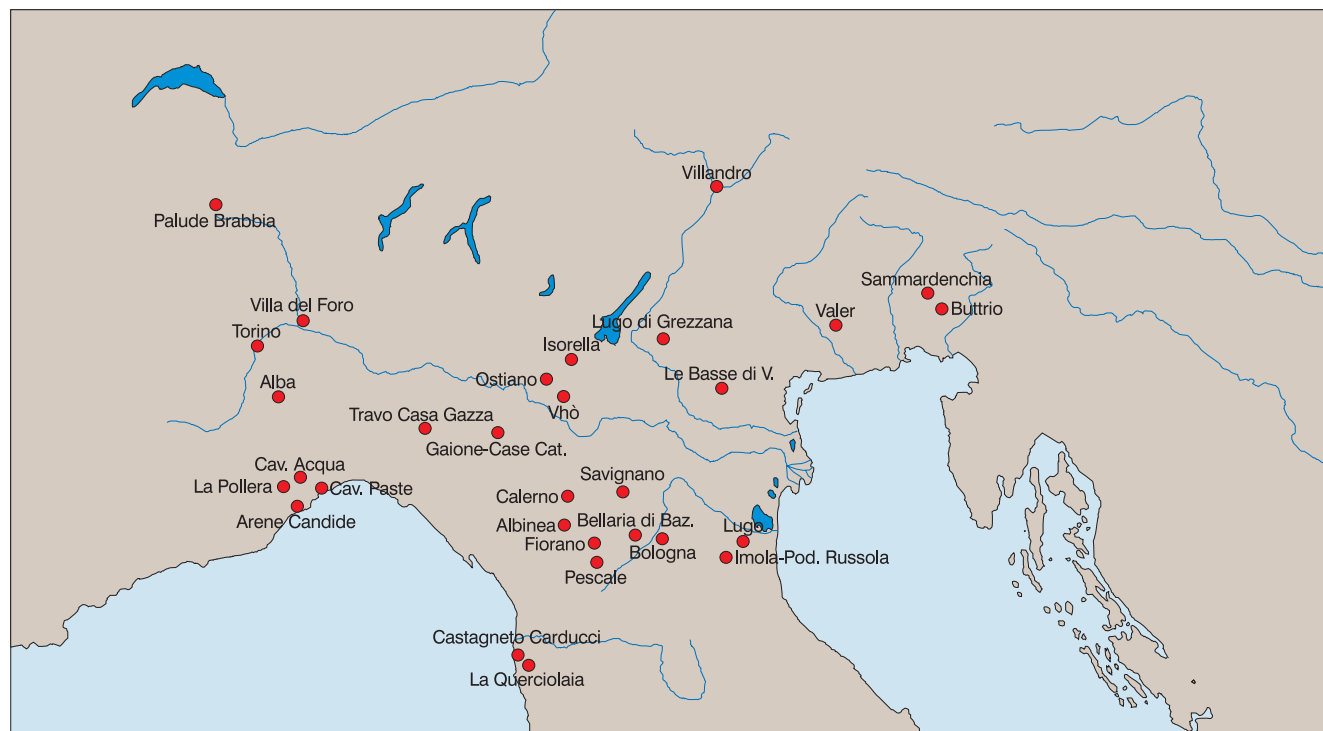 Villandro
Palude Brabbia
Sammardenchia
Villa del Foro
Buttrio
Valer
Torino
Lugo di Grezzana
Isorella
Alba
Ostiano
Le Basse di V.
Vhò
Travo Casa Gazza
Gaione-Case Cat.
Cav. Acqua
Savignano
La Pollera
Cav. Paste
Calerno
Arene Candide
Albinea
Bellaria di Baz.
Lugo
Fiorano
Bologna
Imola-Pod. Russola
Pescale
Castagneto Carducci
La Querciolaia